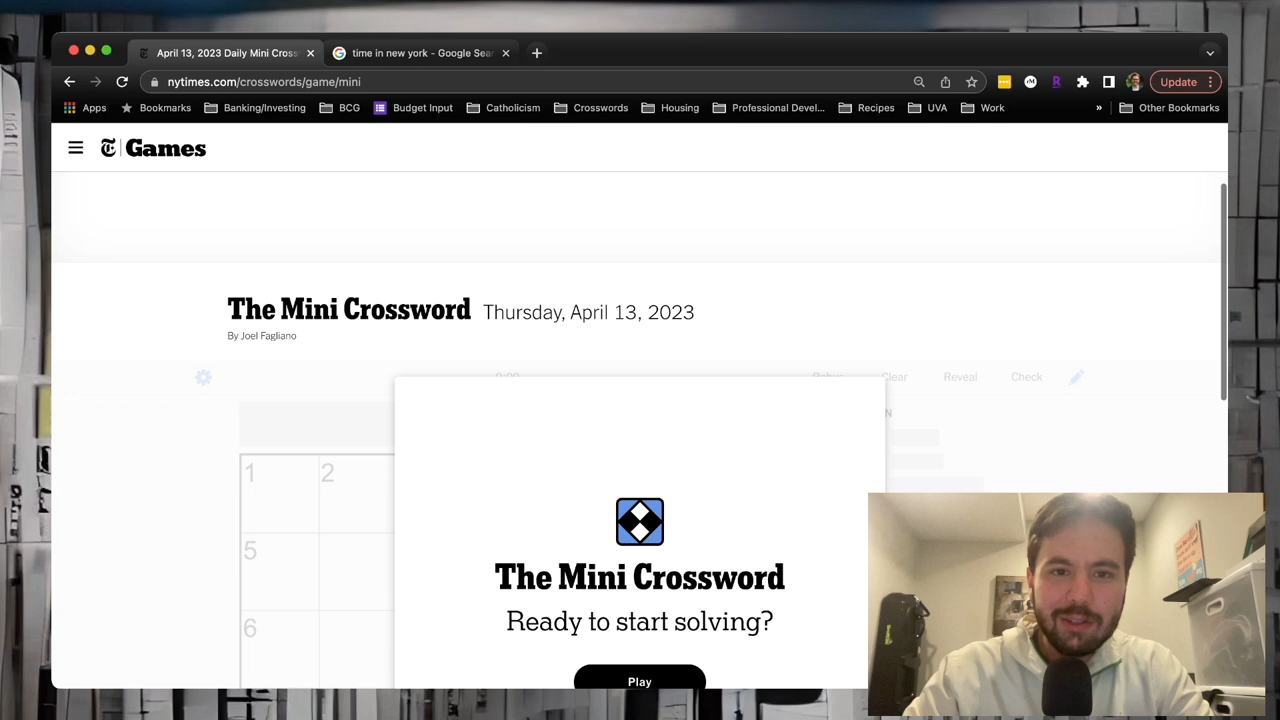 April 13, 2023 Daily Mini Cross
time in new york - Google Sear
nytimes.com/crosswords/game/mini
Update
Apps
Bookmarks
Banking/Investing
BCG
Budget Input
Catholicism
Crosswords
Housing
Professional Devel...
Recipes
UVA
Work
»
Other Bookmarks
T Games
The Mini Crossword Thursday, April 13, 2023
By Joel Fagliano
0:00
Rebus
Clear
Reveal
Check
N
1
2
5
6
The Mini Crossword
Ready to start solving?
Play